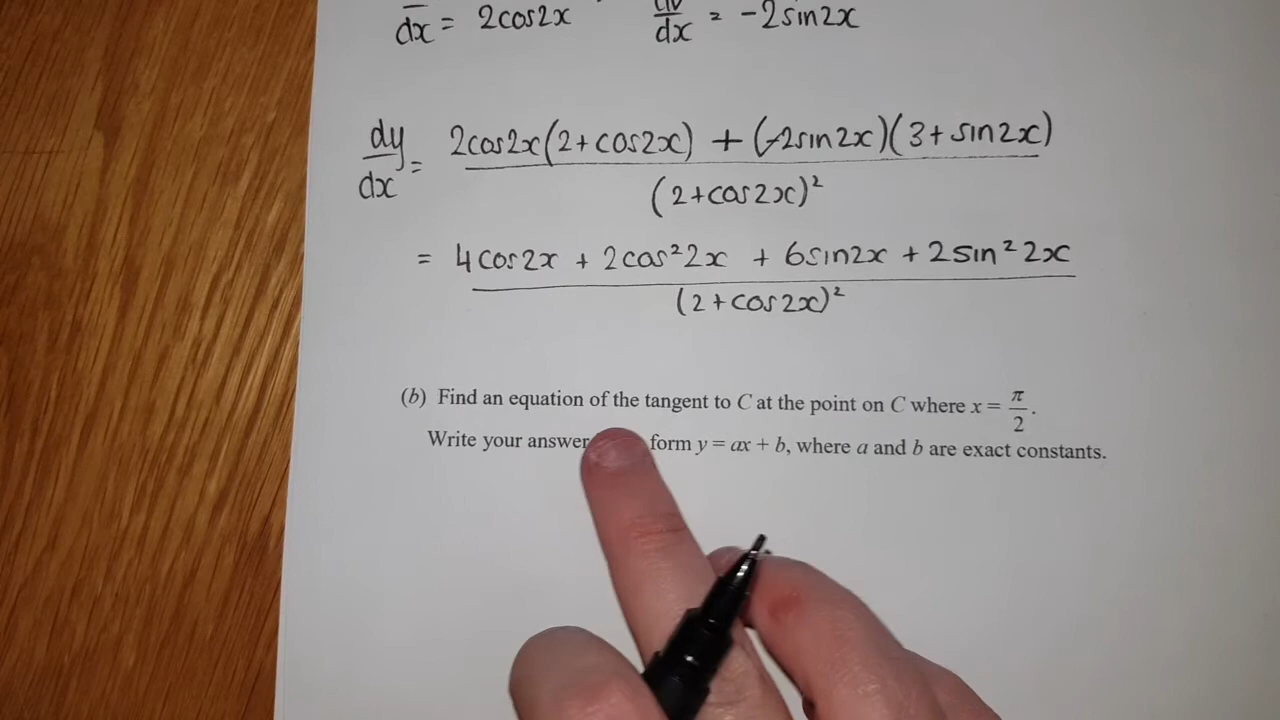 dx = 2cos2x dx = -2sin2x
dy/dx = 2cos2x(2+cos2x) + (-2sin2x)(3+sin2x) / (2+cos2x)²
= 4cos2x + 2cos²2x + 6sin2x + 2sin²2x / (2+cos2x)²
(b) Find an equation of the tangent to C at the point on C where x = π/2.
Write your answer form y = ax + b, where a and b are exact constants.